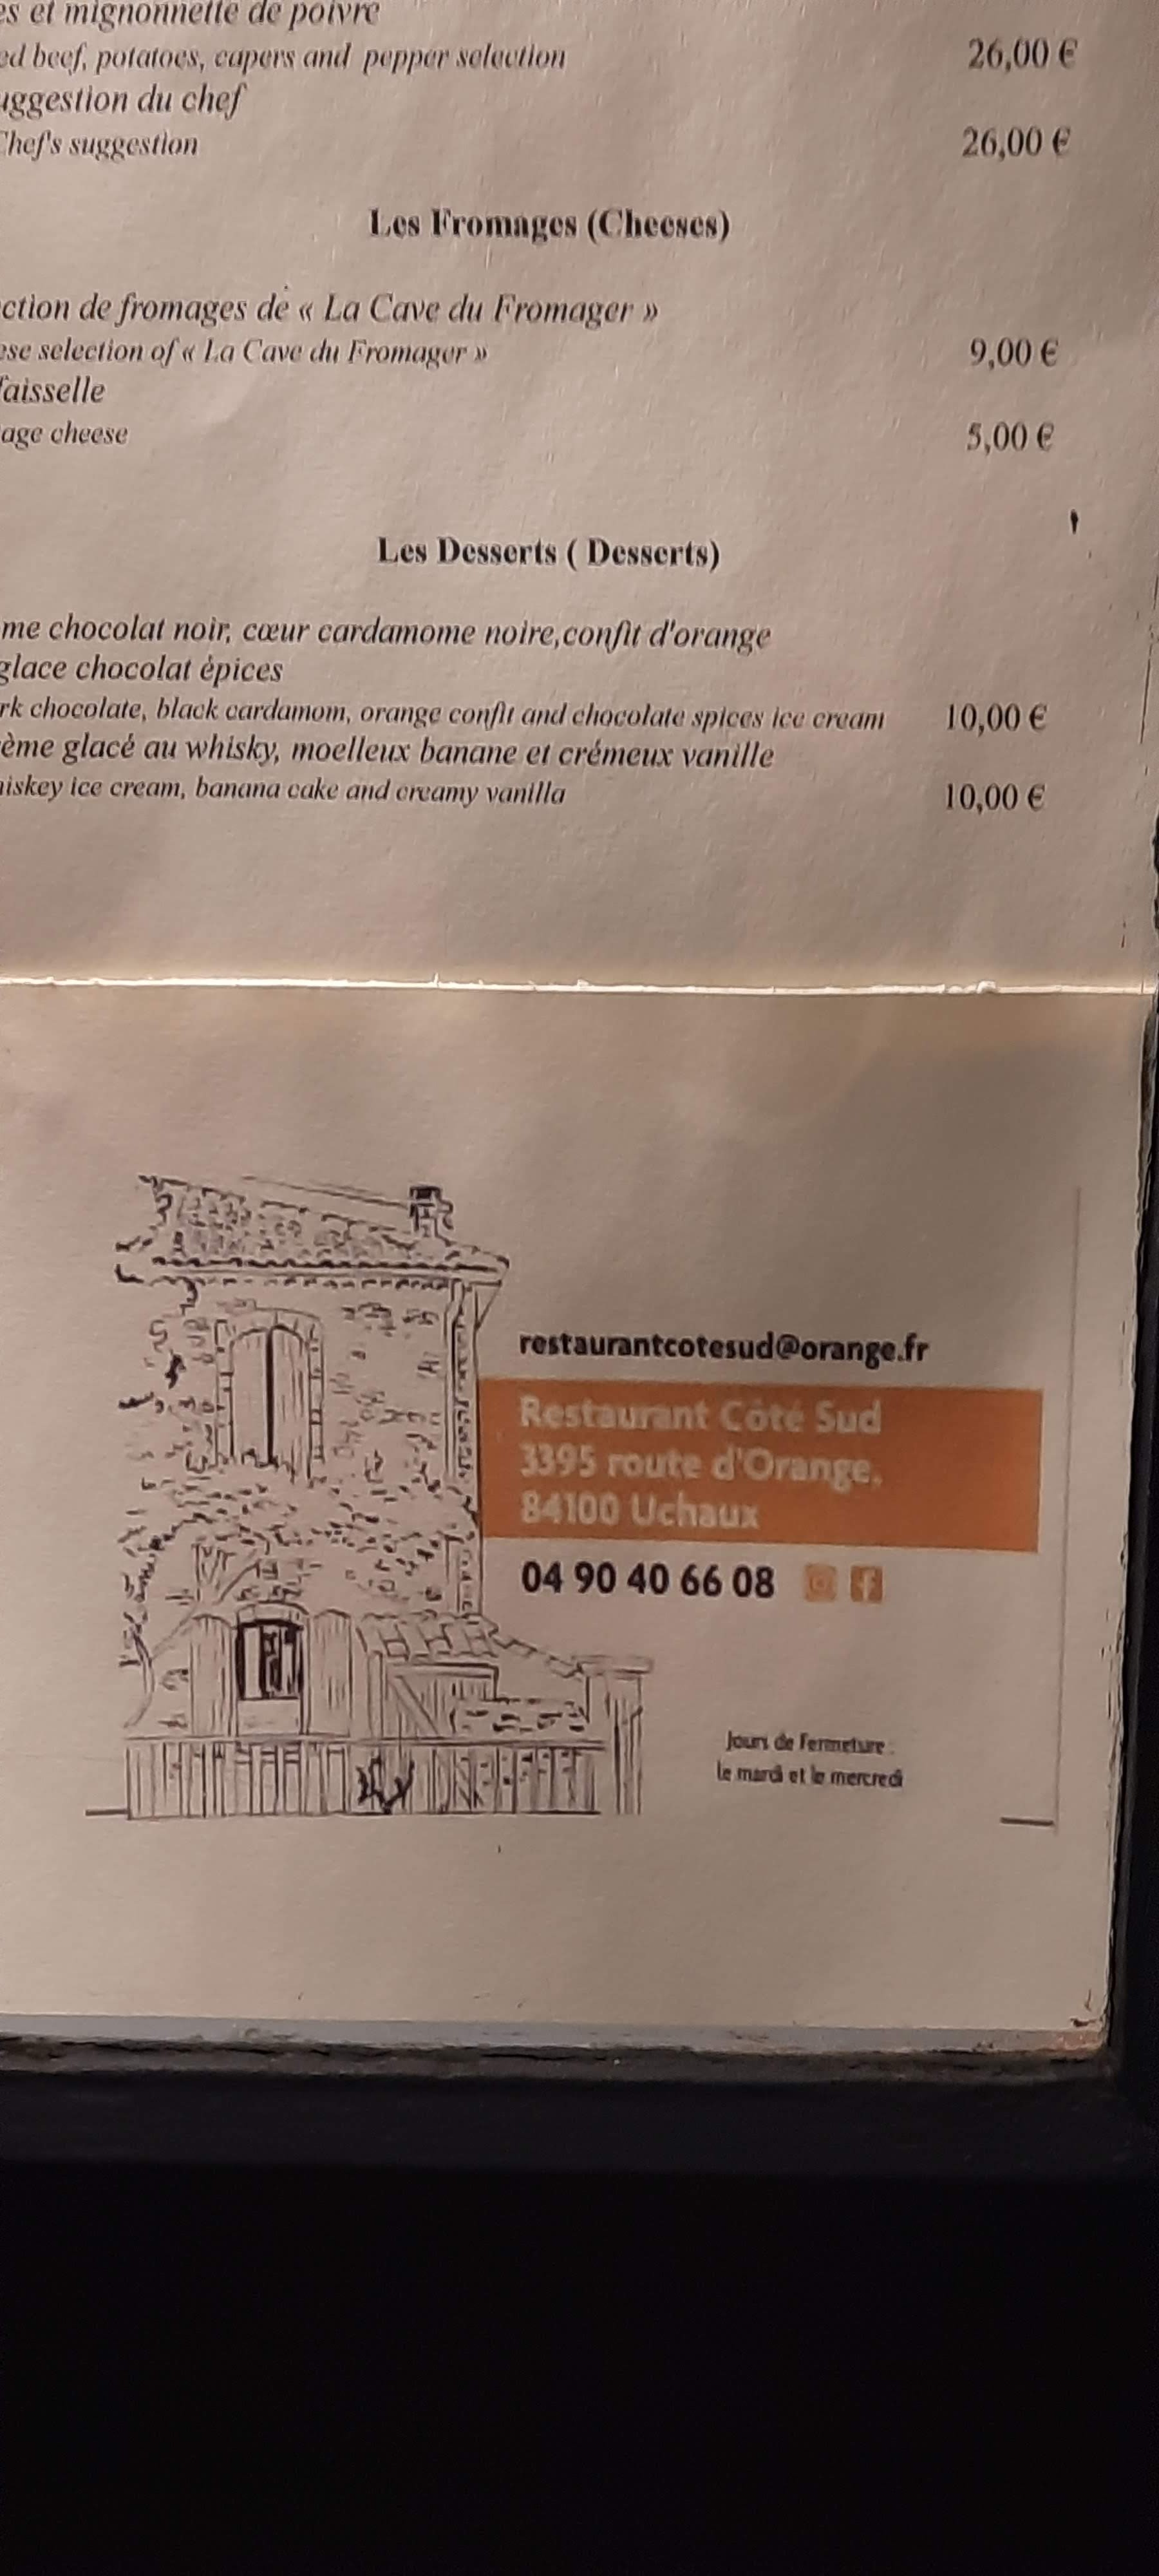 es et mignonnette de poivre
ed beef, potatoes, capers and pepper selection 26,00 €
uggestion du chef
Chef's suggestion 26,00 €
Les Fromages (Cheeses)
ction de fromages de « La Cave du Fromager »
ese selection of « La Cave du Fromager » 9,00 €
faisselle
age cheese 5,00 €
Les Desserts ( Desserts)
me chocolat noir, cœur cardamome noire,confit d'orange
glace chocolat épices
rk chocolate, black cardamom, orange confit and chocolate spices ice cream 10,00 €
ème glacé au whisky, moelleux banane et crémeux vanille
hiskey ice cream, banana cake and creamy vanilla 10,00 €
restaurantcotesud@orange.fr
Restaurant Côté Sud
3395 route d'Orange,
84100 Uchaux
04 90 40 66 08
Jours de Fermeture :
Le mardi et le mercredi